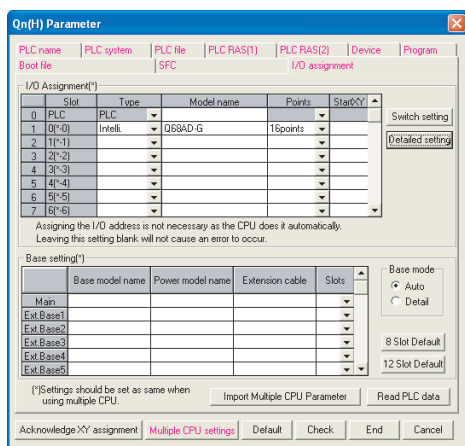 Qn(H) Parameter
PLC name PLC system PLC file PLC RAS(1) PLC RAS(2) Device Program
Boot file SFC I/O assignment
I/O Assignment(*)
Slot Type Model name Points StartXY
0 PLC PLC
1 0(*-0) Intelli. Q68AD-G 16points
2 1(*-1)
3 2(*-2)
4 3(*-3)
5 4(*-4)
6 5(*-5)
7 6(*-6)
Switch setting
Detailed setting
Assigning the I/O address is not necessary as the CPU does it automatically.
Leaving this setting blank will not cause an error to occur.
Base setting(*)
Base model name Power model name Extension cable Slots
Main
Ext.Base1
Ext.Base2
Ext.Base3
Ext.Base4
Ext.Base5
Base mode
Auto
Detail
8 Slot Default
12 Slot Default
(*)Settings should be set as same when
using multiple CPU.
Import Multiple CPU Parameter Read PLC data
Acknowledge XY assignment Multiple CPU settings Default Check End Cancel